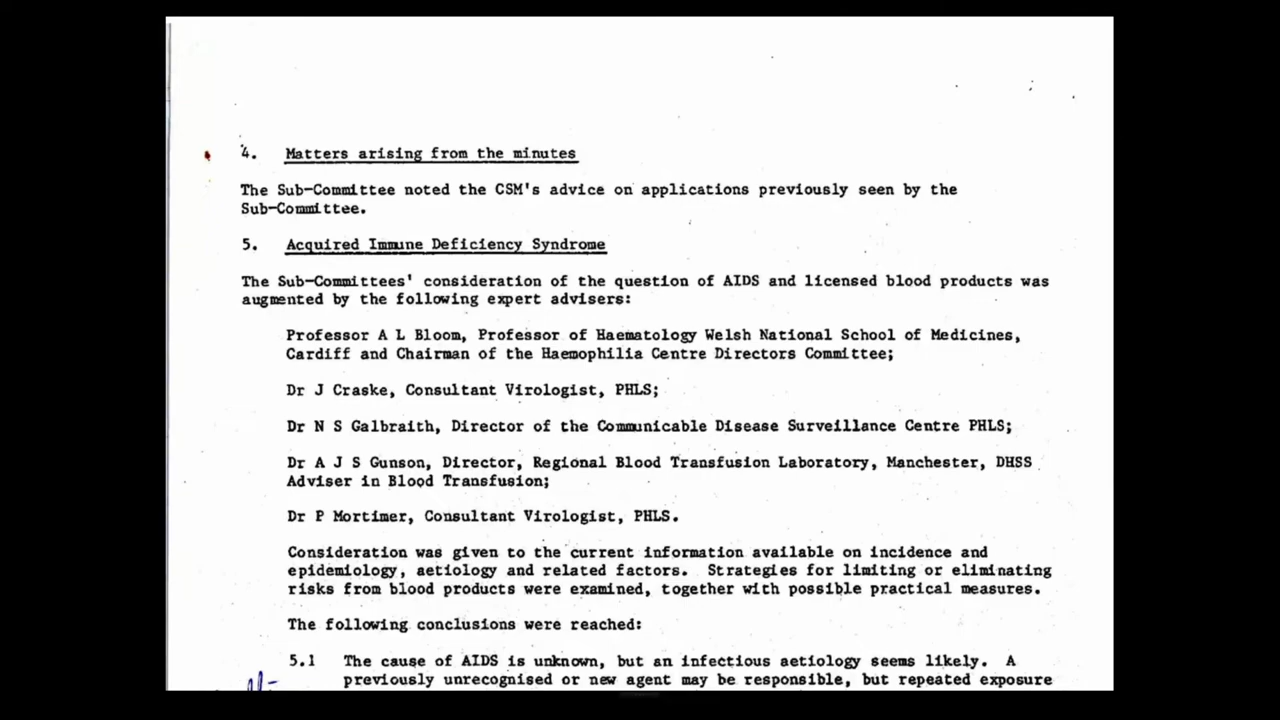 4. Matters arising from the minutes
The Sub-Committee noted the CSM's advice on applications previously seen by the
Sub-Committee.
5. Acquired Immune Deficiency Syndrome
The Sub-Committees' consideration of the question of AIDS and licensed blood products was
augmented by the following expert advisers:
Professor A L Bloom, Professor of Haematology Welsh National School of Medicines,
Cardiff and Chairman of the Haemophilia Centre Directors Committee;
Dr J Craske, Consultant Virologist, PHLS;
Dr N S Galbraith, Director of the Communicable Disease Surveillance Centre PHLS;
Dr A J S Gunson, Director, Regional Blood Transfusion Laboratory, Manchester, DHSS
Adviser in Blood Transfusion;
Dr P Mortimer, Consultant Virologist, PHLS.
Consideration was given to the current information available on incidence and
epidemiology, aetiology and related factors. Strategies for limiting or eliminating
risks from blood products were examined, together with possible practical measures.
The following conclusions were reached:
5.1 The cause of AIDS is unknown, but an infectious aetiology seems likely. A
previously unrecognised or new agent may be responsible, but repeated exposure